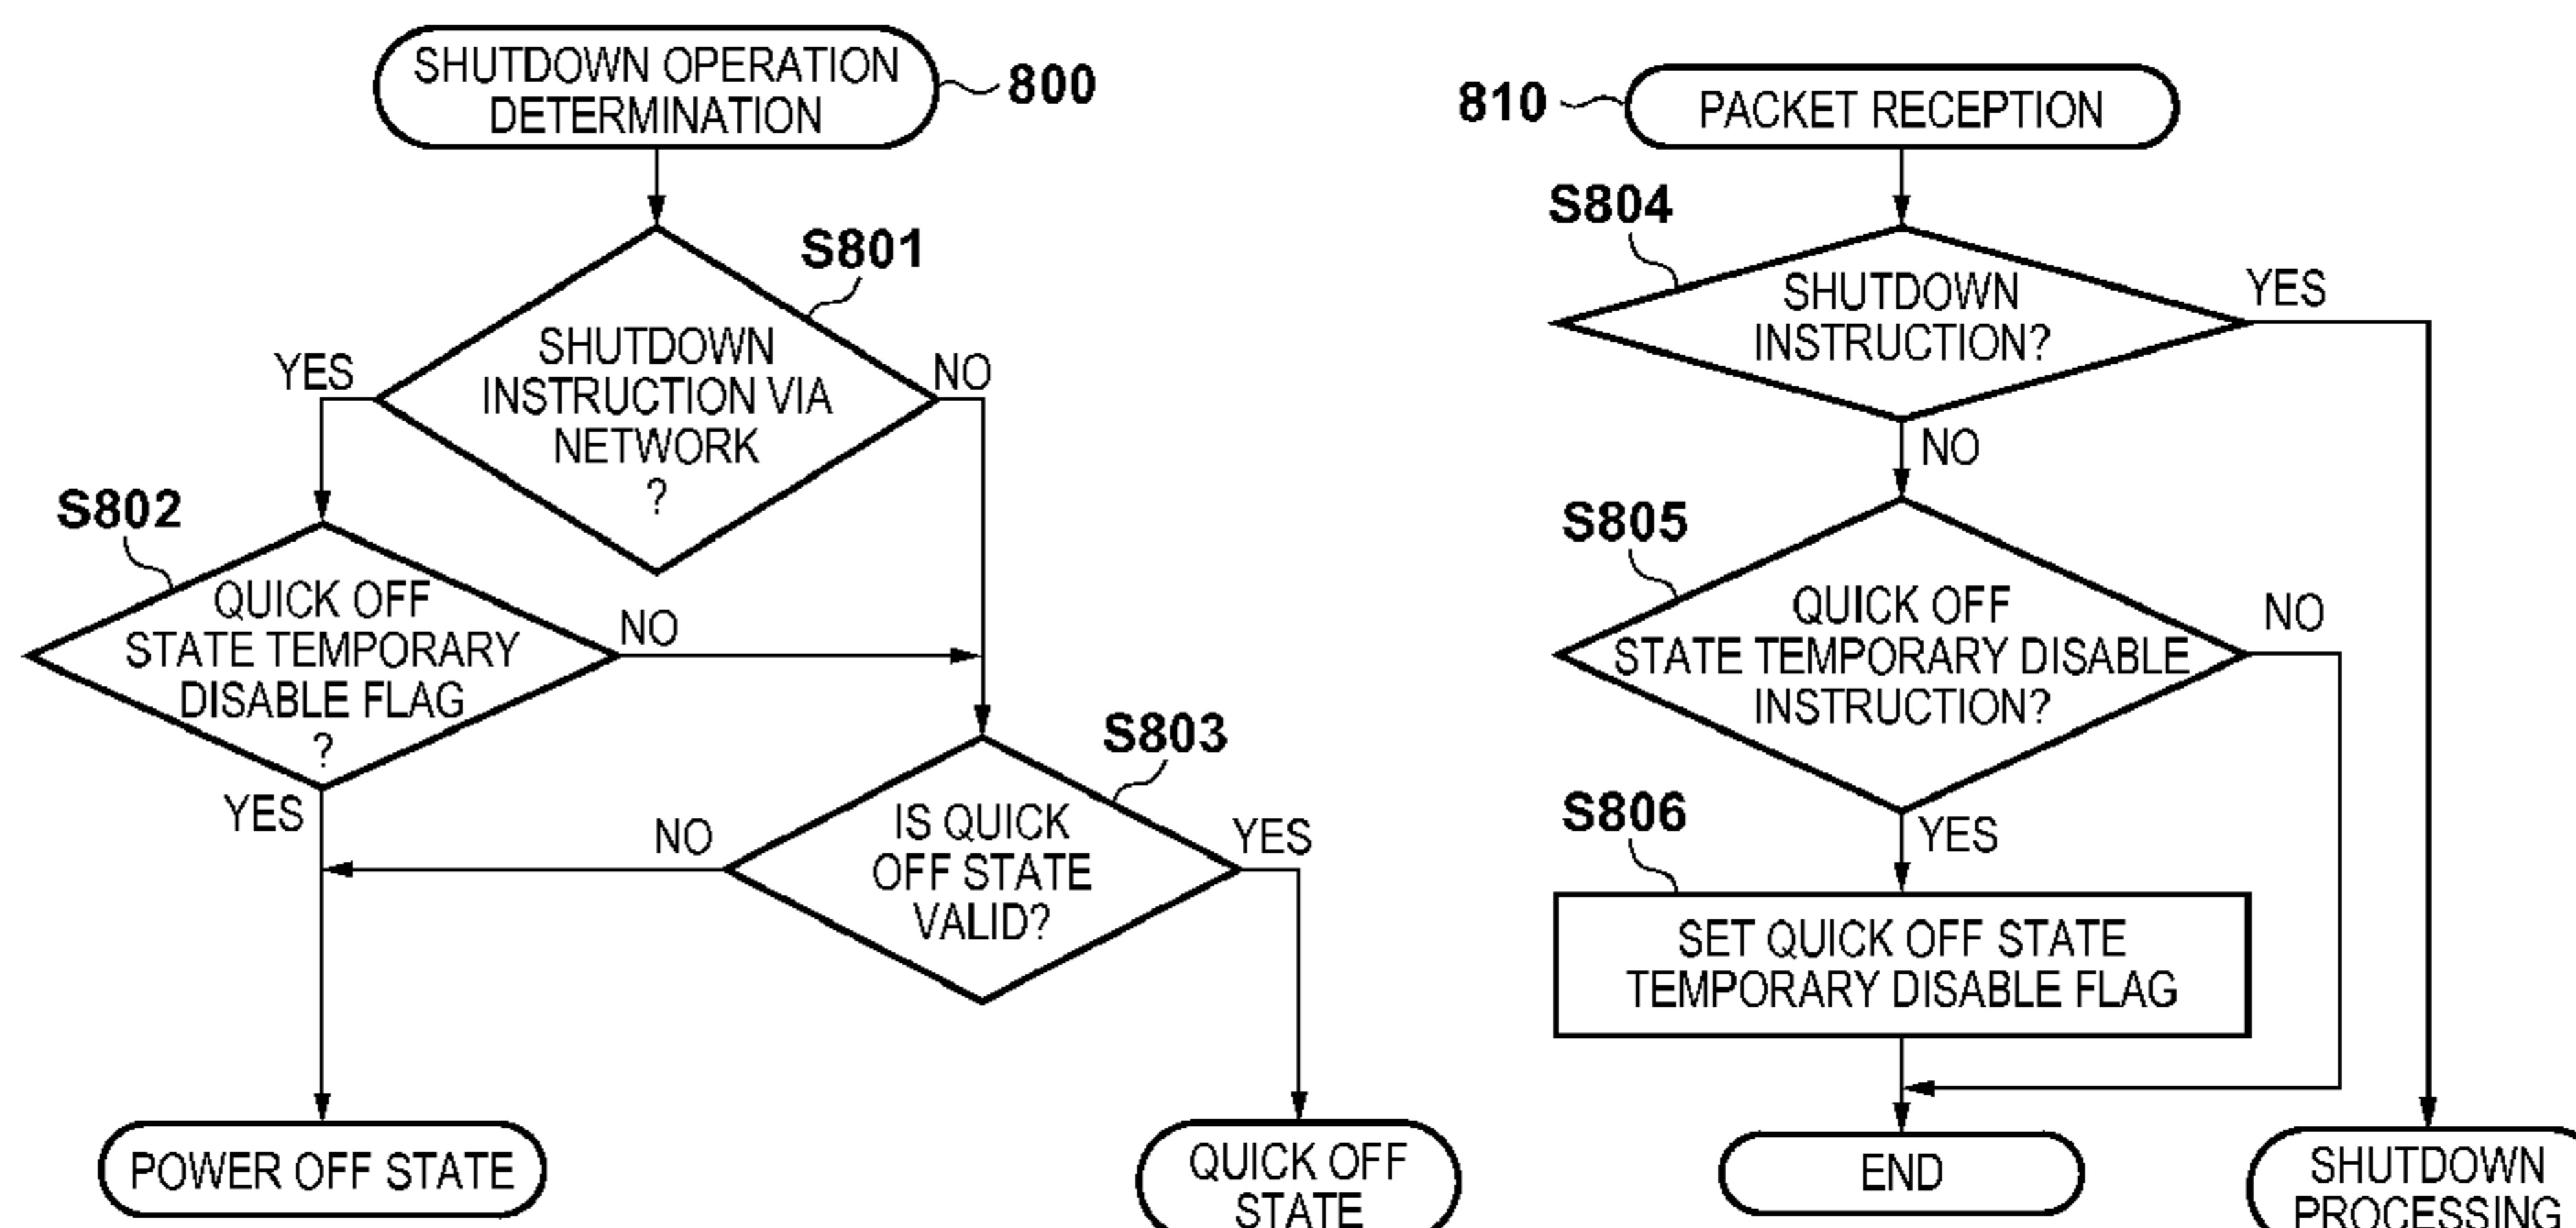 SHUTDOWN OPERATION
DETERMINATION
800
S801
SHUTDOWN
INSTRUCTION VIA
NETWORK
?
YES
NO
S802
QUICK OFF
STATE TEMPORARY
DISABLE FLAG
?
NO
YES
S803
IS QUICK
OFF STATE
VALID?
NO
YES
POWER OFF STATE
QUICK OFF
STATE
810
PACKET RECEPTION
S804
SHUTDOWN
INSTRUCTION?
YES
NO
S805
QUICK OFF
STATE TEMPORARY DISABLE
INSTRUCTION?
NO
YES
S806
SET QUICK OFF STATE
TEMPORARY DISABLE FLAG
END
SHUTDOWN
PROCESSING